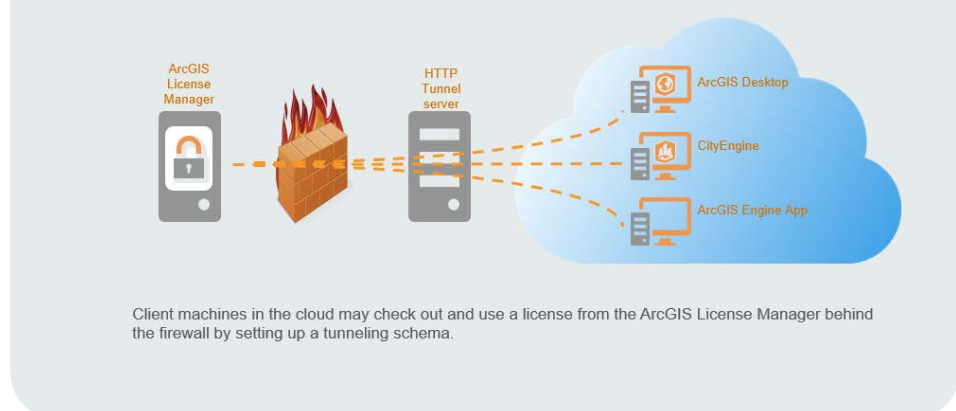 ArcGIS
License
Manager
HTTP
Tunnel
server
ArcGIS Desktop
CityEngine
ArcGIS Engine App
Client machines in the cloud may check out and use a license from the ArcGIS License Manager behind
the firewall by setting up a tunneling schema.